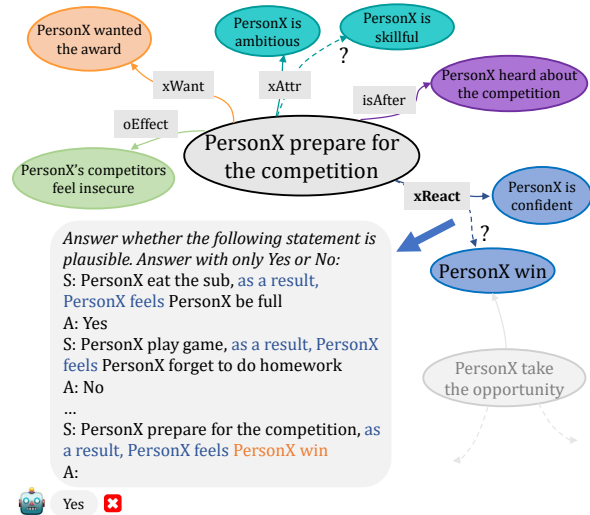 PersonX wanted
the award
PersonX is
ambitious
PersonX is
skillful
?
xWant
xAttr
isAfter
PersonX heard about
the competition
oEffect
PersonX prepare for
the competition
PersonX's competitors
feel insecure
xReact
PersonX is
confident
?
PersonX win
PersonX take
the opportunity
Answer whether the following statement is
plausible. Answer with only Yes or No:
S: PersonX eat the sub, as a result,
PersonX feels PersonX be full
A: Yes
S: PersonX play game, as a result, PersonX
feels PersonX forget to do homework
A: No
...
S: PersonX prepare for the competition, as
a result, PersonX feels PersonX win
A:
Yes